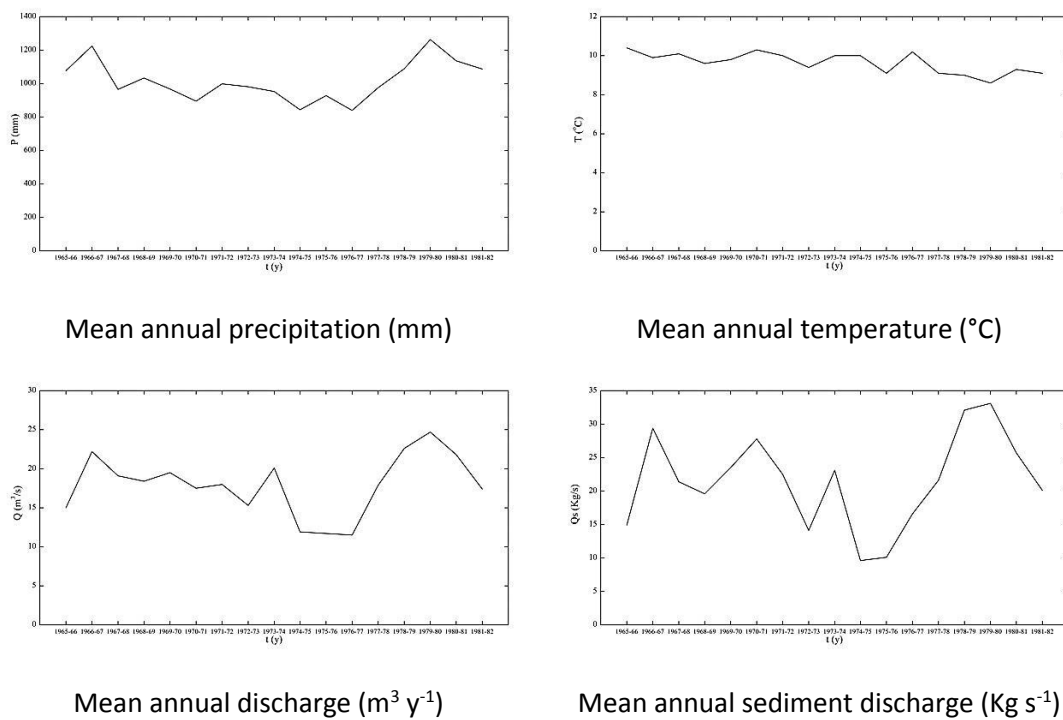 1400
1200
1000
800
600
400
200
0
P (mm)
1965-66 1966-67 1967-68 1968-69 1969-70 1970-71 1971-72 1972-73 1973-74 1974-75 1975-76 1976-77 1977-78 1978-79 1979-80 1980-81 1981-82
t (y)
Mean annual precipitation (mm)
12
10
8
6
4
2
0
T (°C)
1965-66 1966-67 1967-68 1968-69 1969-70 1970-71 1971-72 1972-73 1973-74 1974-75 1975-76 1976-77 1977-78 1978-79 1979-80 1980-81 1981-82
t (y)
Mean annual temperature (°C)
30
25
20
15
10
5
0
Q (m³/s)
1965-66 1966-67 1967-68 1968-69 1969-70 1970-71 1971-72 1972-73 1973-74 1974-75 1975-76 1976-77 1977-78 1978-79 1979-80 1980-81 1981-82
t (y)
Mean annual discharge (m³ y⁻¹)
35
30
25
20
15
10
5
0
Qs (Kg/s)
1965-66 1966-67 1967-68 1968-69 1969-70 1970-71 1971-72 1972-73 1973-74 1974-75 1975-76 1976-77 1977-78 1978-79 1979-80 1980-81 1981-82
t (y)
Mean annual sediment discharge (Kg s⁻¹)